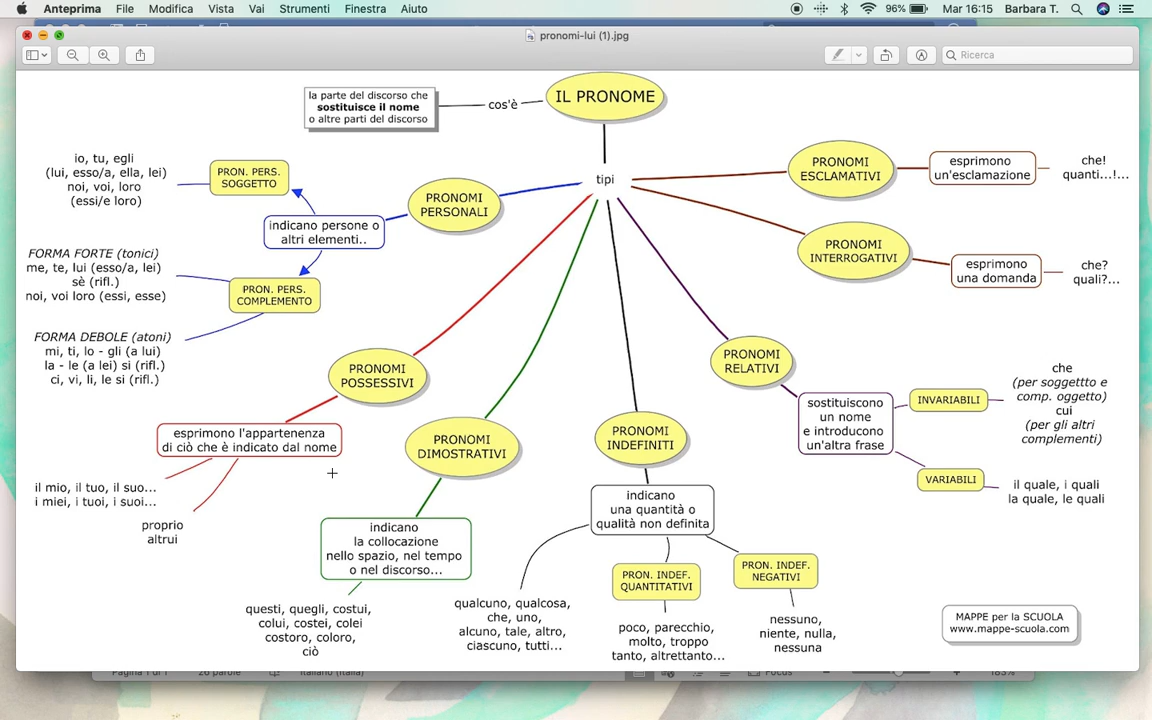 Anteprima File Modifica Vista Vai Strumenti Finestra Aiuto 96% Mar 16:15 Barbara T.
pronomi-lui (1).jpg
Ricerca
IL PRONOME
cos'è
la parte del discorso che
sostituisce il nome
o altre parti del discorso
tipi
PRONOMI
PERSONALI
indicano persone o
altri elementi..
PRON. PERS.
SOGGETTO
io, tu, egli
(lui, esso/a, ella, lei)
noi, voi, loro
(essi/e loro)
PRON. PERS.
COMPLEMENTO
FORMA FORTE (tonici)
me, te, lui (esso/a, lei)
sè (rifl.)
noi, voi loro (essi, esse)
FORMA DEBOLE (atoni)
mi, ti, lo - gli (a lui)
la - le (a lei) si (rifl.)
ci, vi, li, le si (rifl.)
PRONOMI
POSSESSIVI
esprimono l'appartenenza
di ciò che è indicato dal nome
il mio, il tuo, il suo...
i miei, i tuoi, i suoi...
proprio
altrui
PRONOMI
DIMOSTRATIVI
indicano
la collocazione
nello spazio, nel tempo
o nel discorso...
questi, quegli, costui,
colui, costei, colei
costoro, coloro,
ciò
PRONOMI
INDEFINITI
indicano
una quantità o
qualità non definita
qualcuno, qualcosa,
che, uno,
alcuno, tale, altro,
ciascuno, tutti...
PRON. INDEF.
QUANTITATIVI
poco, parecchio,
molto, troppo
tanto, altrettanto...
PRON. INDEF.
NEGATIVI
nessuno,
niente, nulla,
nessuna
PRONOMI
RELATIVI
sostituiscono
un nome
e introducono
un'altra frase
INVARIABILI
che
(per soggettto e
comp. oggetto)
cui
(per gli altri
complementi)
VARIABILI
il quale, i quali
la quale, le quali
PRONOMI
INTERROGATIVI
esprimono
una domanda
che?
quali?...
PRONOMI
ESCLAMATIVI
esprimono
un'esclamazione
che!
quanti...!...
MAPPE per la SCUOLA
www.mappe-scuola.com
Pagina 1 di 1 26 parole Italiano (Italia) Focus 183%